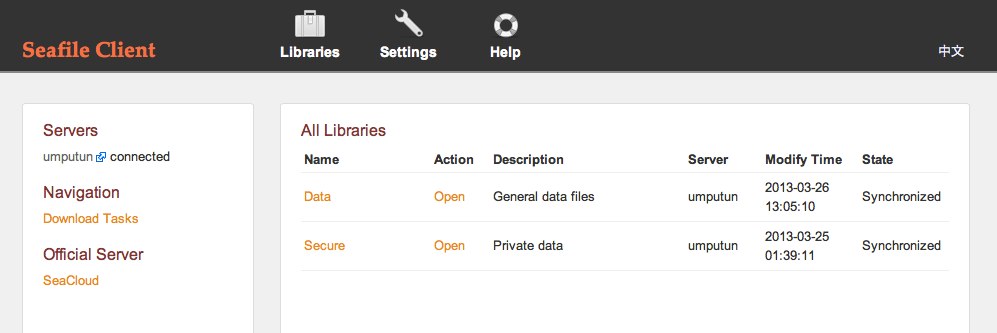 Seafile Client
Libraries
Settings
Help
中文
Servers
umputun connected
Navigation
Download Tasks
Official Server
SeaCloud
All Libraries
Name Action Description Server Modify Time State
Data Open General data files umputun 2013-03-26 13:05:10 Synchronized
Secure Open Private data umputun 2013-03-25 01:39:11 Synchronized